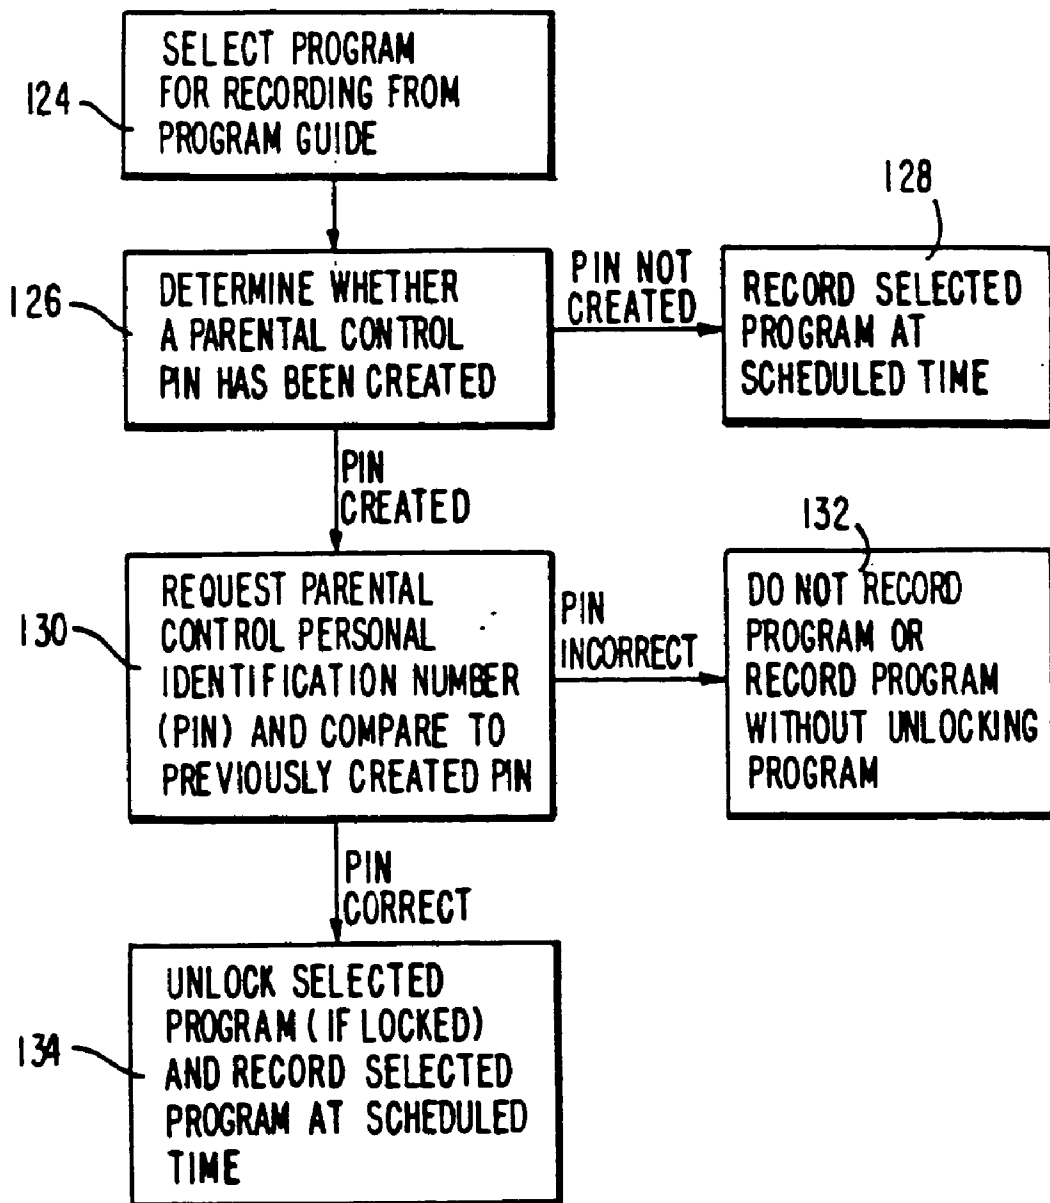 SELECT PROGRAM
FOR RECORDING FROM
PROGRAM GUIDE
124
128
DETERMINE WHETHER
A PARENTAL CONTROL
PIN HAS BEEN CREATED
126
PIN NOT
CREATED
RECORD SELECTED
PROGRAM AT
SCHEDULED TIME
PIN
CREATED
132
REQUEST PARENTAL
CONTROL PERSONAL
IDENTIFICATION NUMBER
(PIN) AND COMPARE TO
PREVIOUSLY CREATED PIN
130
PIN
INCORRECT
DO NOT RECORD
PROGRAM OR
RECORD PROGRAM
WITHOUT UNLOCKING
PROGRAM
PIN
CORRECT
UNLOCK SELECTED
PROGRAM (IF LOCKED)
AND RECORD SELECTED
PROGRAM AT SCHEDULED
TIME
134